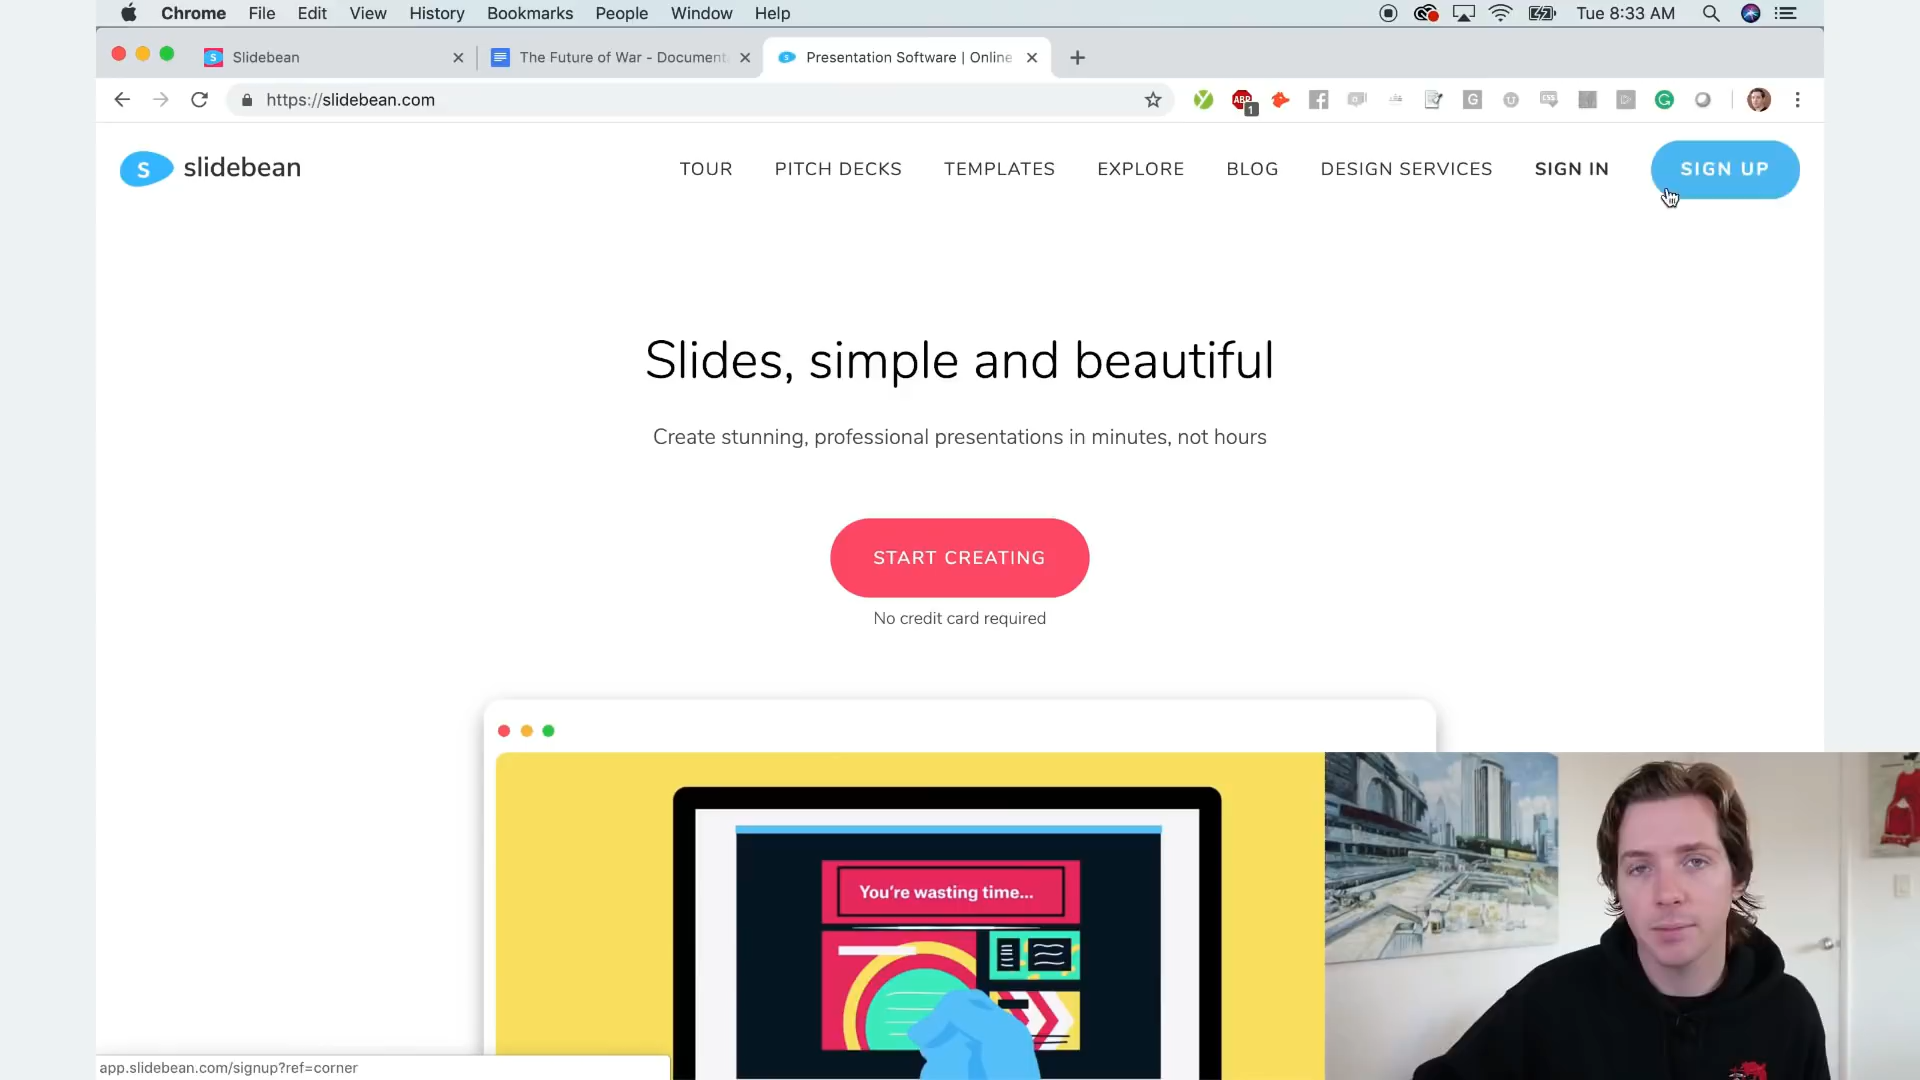 Chrome File Edit View History Bookmarks People Window Help Tue 8:33 AM
Slidebean The Future of War - Document Presentation Software | Online
https://slidebean.com ABP 1
S slidebean TOUR PITCH DECKS TEMPLATES EXPLORE BLOG DESIGN SERVICES SIGN IN SIGN UP
Slides, simple and beautiful
Create stunning, professional presentations in minutes, not hours
START CREATING
No credit card required
You're wasting time...
app.slidebean.com/signup?ref=corner